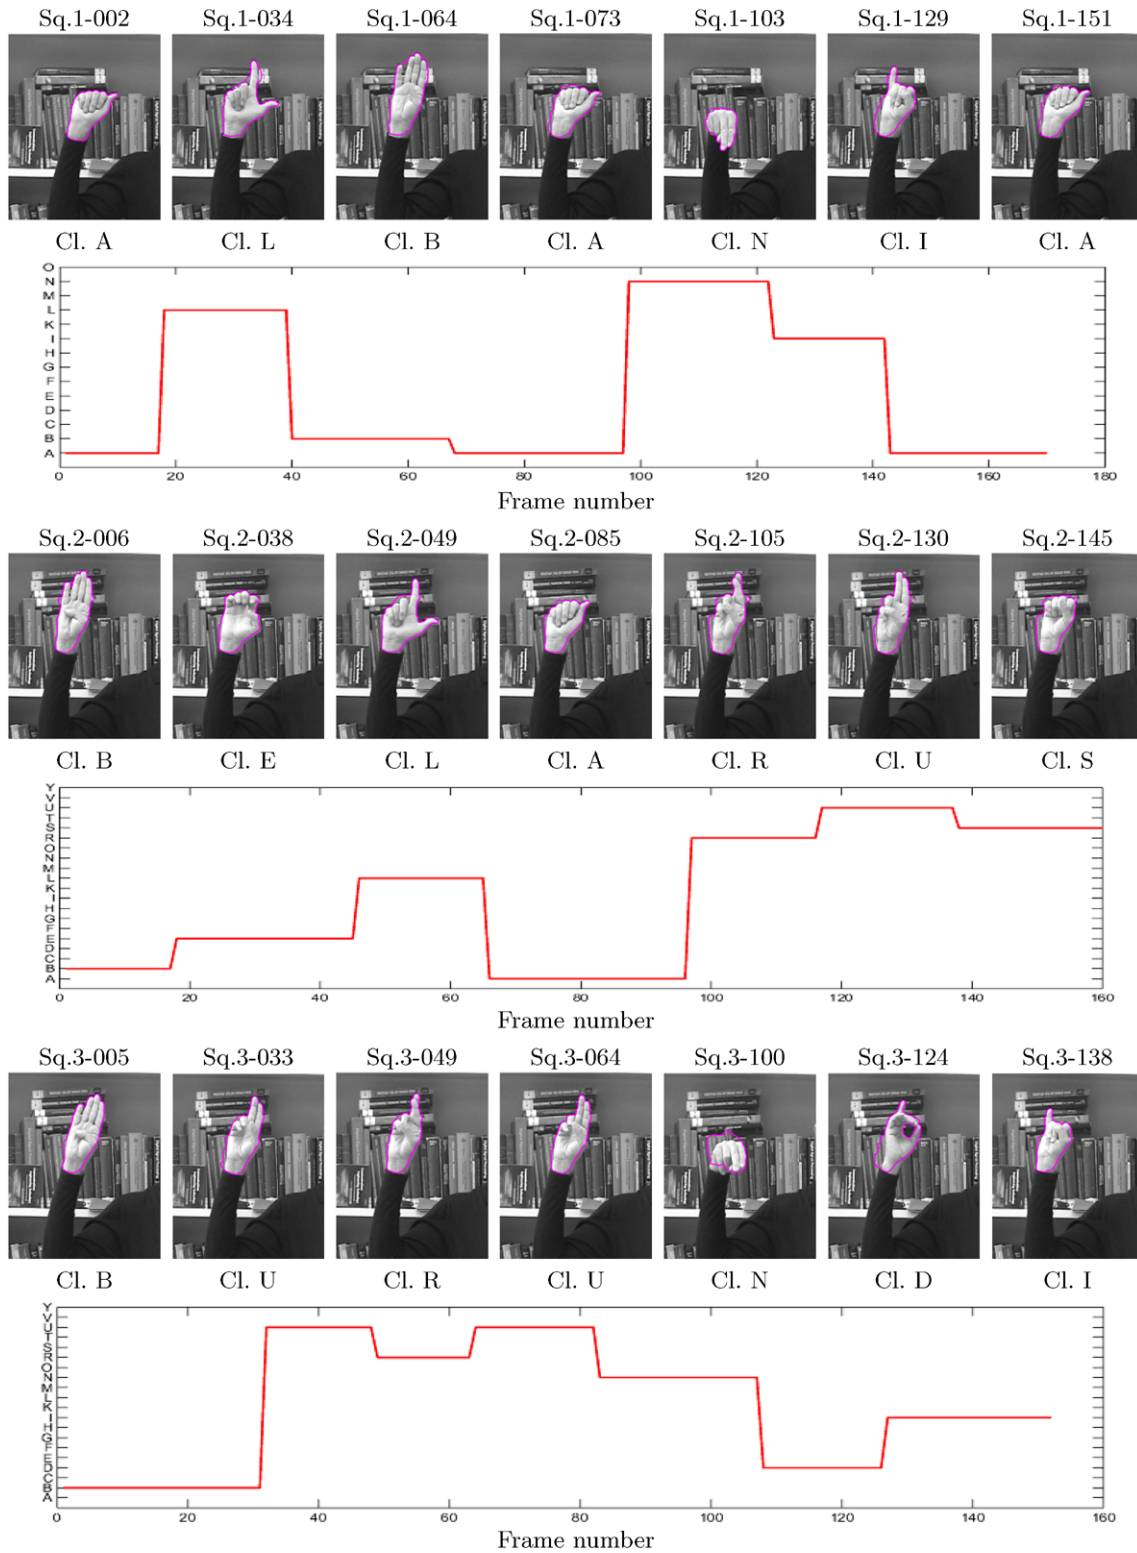 Sq.1-002 Sq.1-034 Sq.1-064 Sq.1-073 Sq.1-103 Sq.1-129 Sq.1-151
Cl. A Cl. L Cl. B Cl. A Cl. N Cl. I Cl. A
O
N
M
L
K
I
H
G
F
E
D
C
B
A
0 20 40 60 80 100 120 140 160 180
Frame number
Sq.2-006 Sq.2-038 Sq.2-049 Sq.2-085 Sq.2-105 Sq.2-130 Sq.2-145
Cl. B Cl. E Cl. L Cl. A Cl. R Cl. U Cl. S
Y
V
U
T
S
R
O
N
M
L
K
I
H
G
F
E
D
C
B
A
0 20 40 60 80 100 120 140 160
Frame number
Sq.3-005 Sq.3-033 Sq.3-049 Sq.3-064 Sq.3-100 Sq.3-124 Sq.3-138
Cl. B Cl. U Cl. R Cl. U Cl. N Cl. D Cl. I
Y
V
U
T
S
R
O
N
M
L
K
I
H
G
F
E
D
C
B
A
0 20 40 60 80 100 120 140 160
Frame number